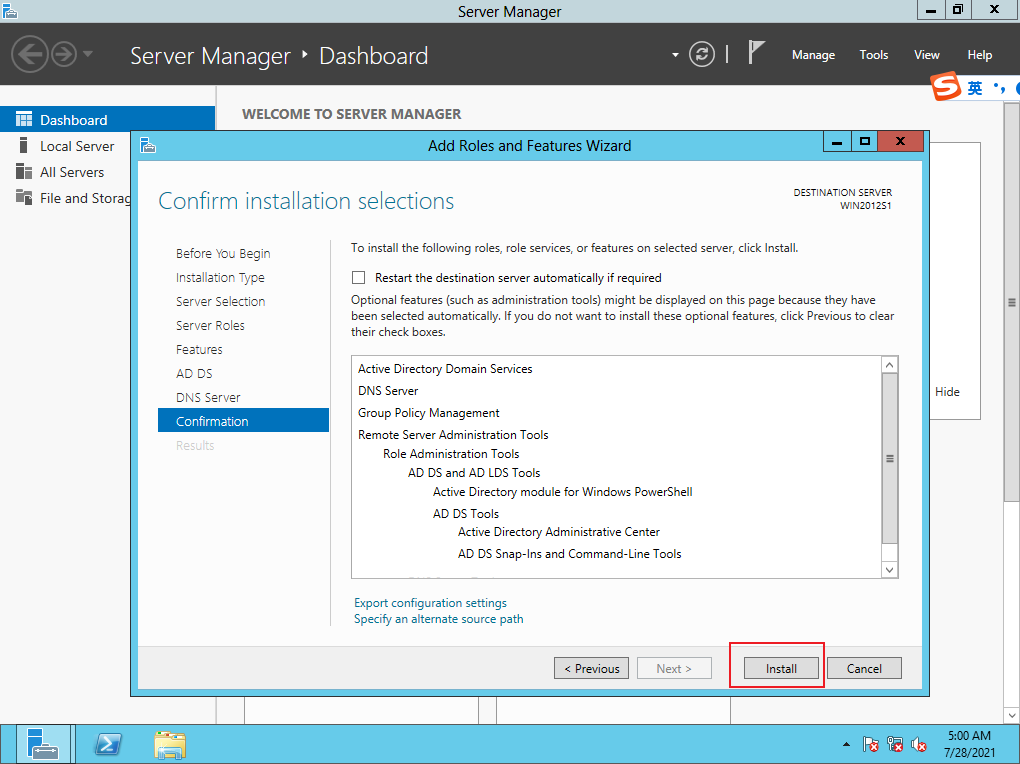 Server Manager
Server Manager ‣ Dashboard
Manage
Tools
View
Help
S 英
Dashboard
Local Server
All Servers
File and Storag
WELCOME TO SERVER MANAGER
Hide
Add Roles and Features Wizard
Confirm installation selections
DESTINATION SERVER
WIN2012S1
Before You Begin
Installation Type
Server Selection
Server Roles
Features
AD DS
DNS Server
Confirmation
Results
To install the following roles, role services, or features on selected server, click Install.
Restart the destination server automatically if required
Optional features (such as administration tools) might be displayed on this page because they have
been selected automatically. If you do not want to install these optional features, click Previous to clear
their check boxes.
Active Directory Domain Services
DNS Server
Group Policy Management
Remote Server Administration Tools
Role Administration Tools
AD DS and AD LDS Tools
Active Directory module for Windows PowerShell
AD DS Tools
Active Directory Administrative Center
AD DS Snap-Ins and Command-Line Tools
Export configuration settings
Specify an alternate source path
< Previous
Next >
Install
Cancel
5:00 AM
7/28/2021